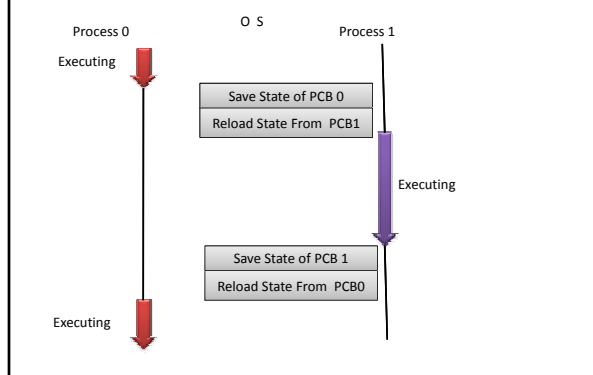 O S
Process 0
Process 1
Executing
Save State of PCB 0
Reload State From PCB1
Executing
Save State of PCB 1
Reload State From PCB0
Executing